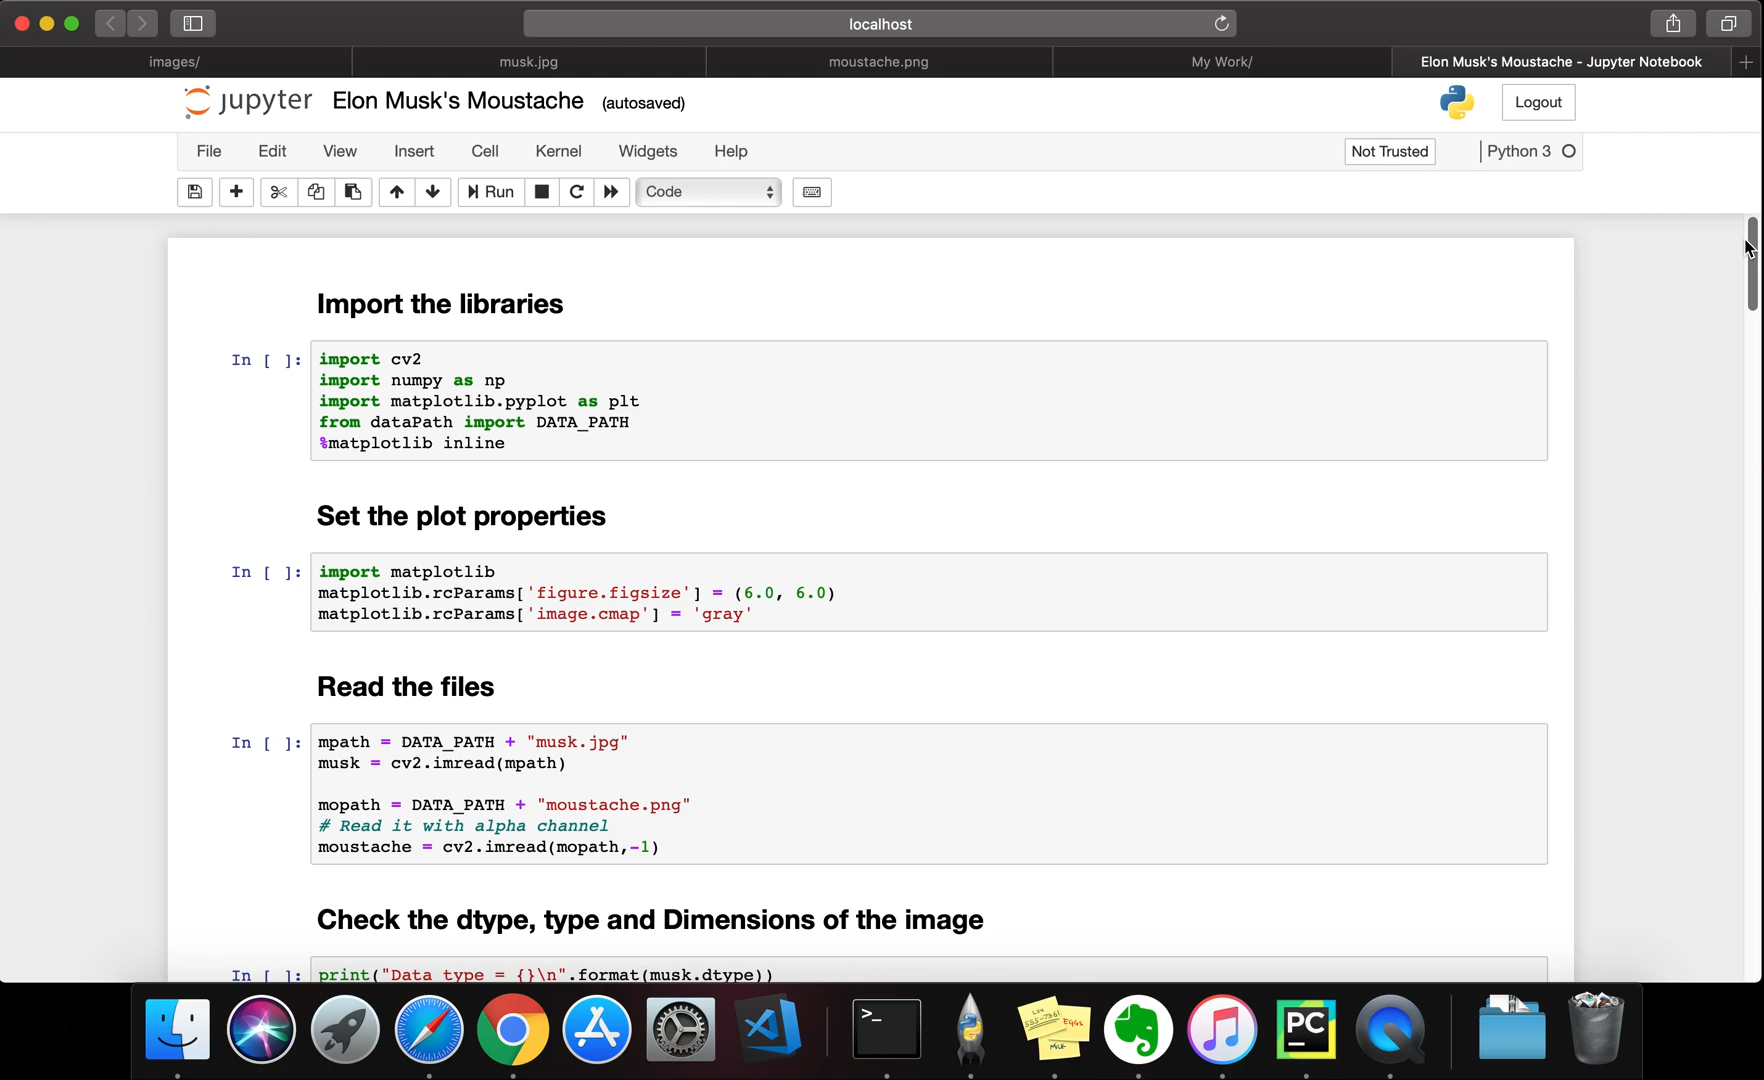 localhost
images/
musk.jpg
moustache.png
My Work/
Elon Musk's Moustache - Jupyter Notebook
jupyter Elon Musk's Moustache (autosaved)
Logout
File Edit View Insert Cell Kernel Widgets Help
Not Trusted
Python 3
Run
Code
Import the libraries
In [ ]:
import cv2
import numpy as np
import matplotlib.pyplot as plt
from dataPath import DATA_PATH
%matplotlib inline
Set the plot properties
In [ ]:
import matplotlib
matplotlib.rcParams['figure.figsize'] = (6.0, 6.0)
matplotlib.rcParams['image.cmap'] = 'gray'
Read the files
In [ ]:
mpath = DATA_PATH + "musk.jpg"
musk = cv2.imread(mpath)
mopath = DATA_PATH + "moustache.png"
# Read it with alpha channel
moustache = cv2.imread(mopath,-1)
Check the dtype, type and Dimensions of the image
In [ ]:
print("Data type = {}\n".format(musk.dtype))
>_
EGGS
MILK
PC